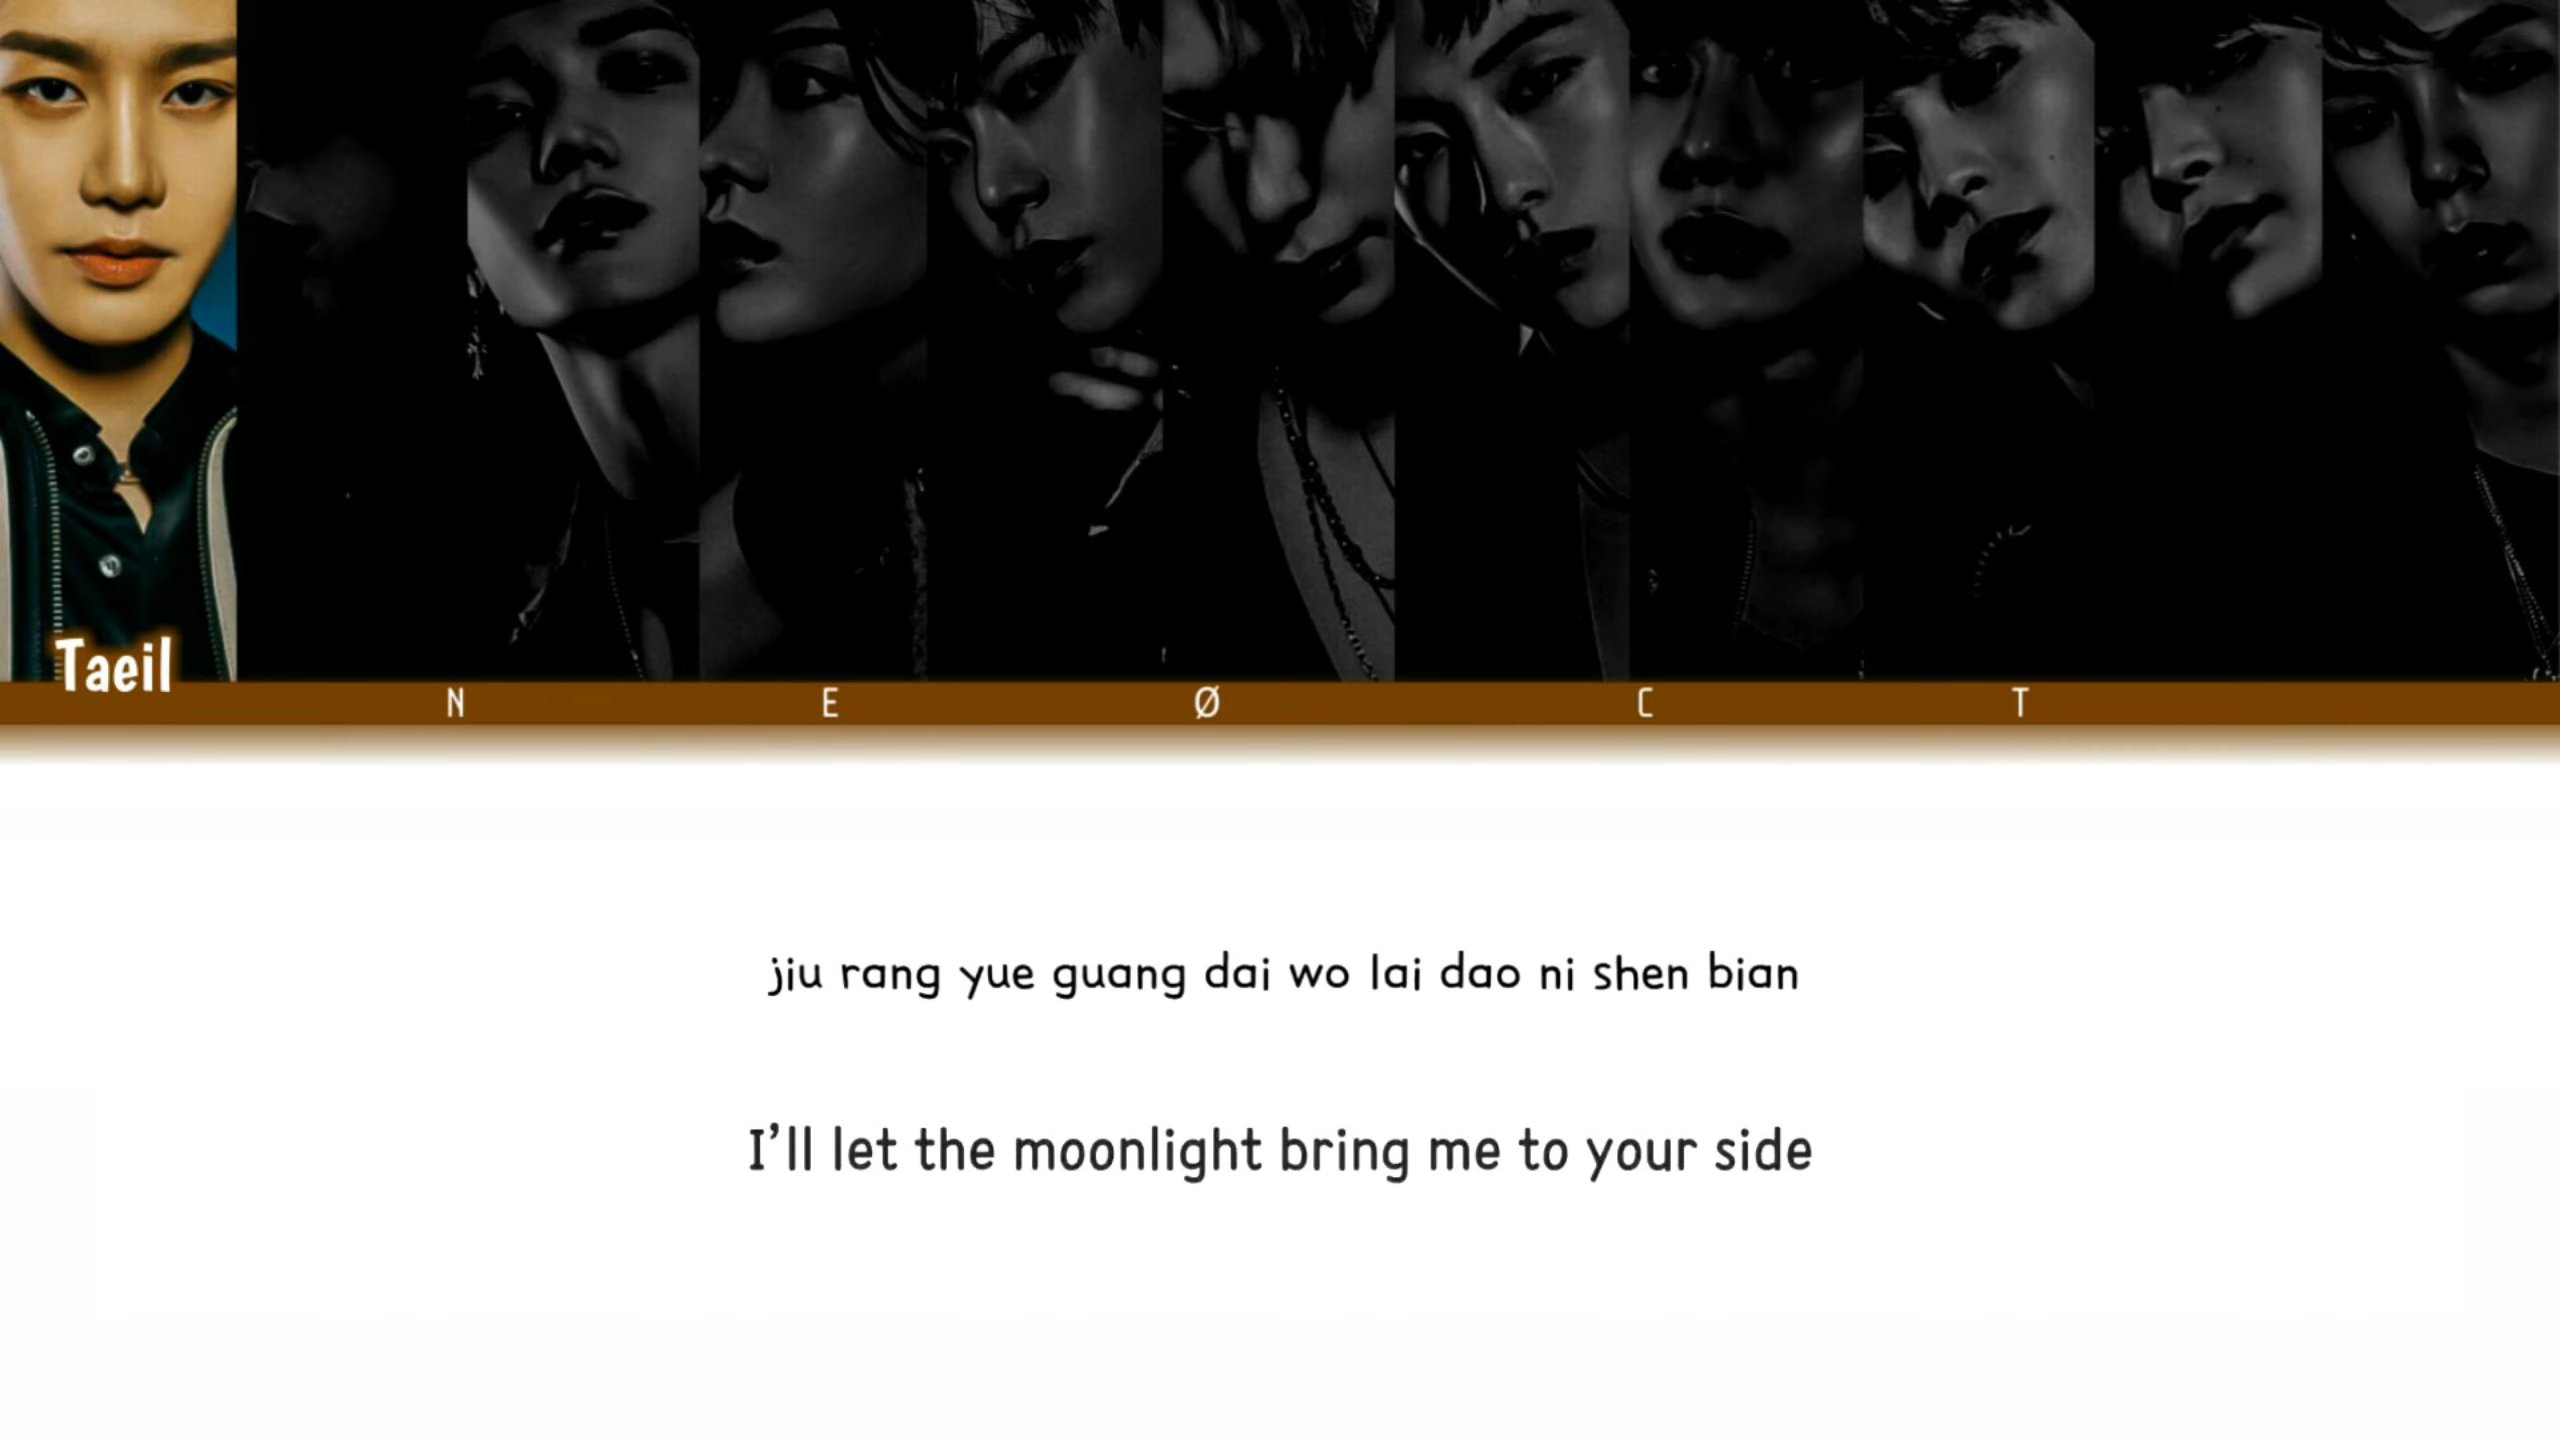 Taeil
N E Ø C T
jiu rang yue guang dai wo lai dao ni shen bian
I'll let the moonlight bring me to your side